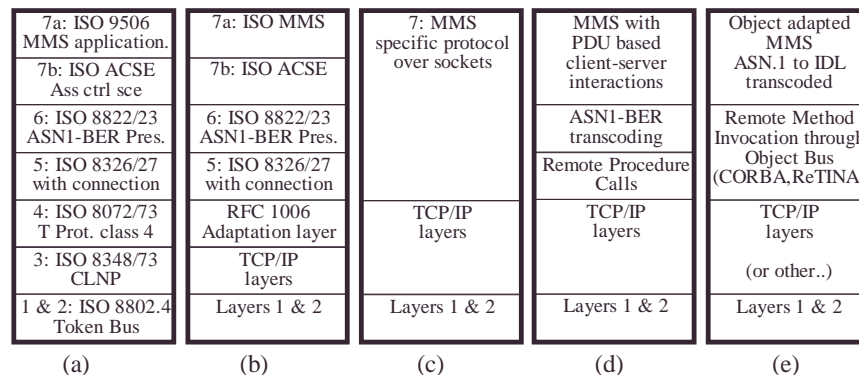 7a: ISO 9506
MMS application.
7b: ISO ACSE
Ass ctrl sce
6: ISO 8822/23
ASN1-BER Pres.
5: ISO 8326/27
with connection
4: ISO 8072/73
T Prot. class 4
3: ISO 8348/73
CLNP
1 & 2: ISO 8802.4
Token Bus
(a)
7a: ISO MMS
7b: ISO ACSE
6: ISO 8822/23
ASN1-BER Pres.
5: ISO 8326/27
with connection
RFC 1006
Adaptation layer
TCP/IP
layers
Layers 1 & 2
(b)
7: MMS
specific protocol
over sockets
TCP/IP
layers
Layers 1 & 2
(c)
MMS with
PDU based
client-server
interactions
ASN1-BER
transcoding
Remote Procedure
Calls
TCP/IP
layers
Layers 1 & 2
(d)
Object adapted
MMS
ASN.1 to IDL
transcoded
Remote Method
Invocation through
Object Bus
(CORBA,ReTINA
TCP/IP
layers
(or other..)
Layers 1 & 2
(e)